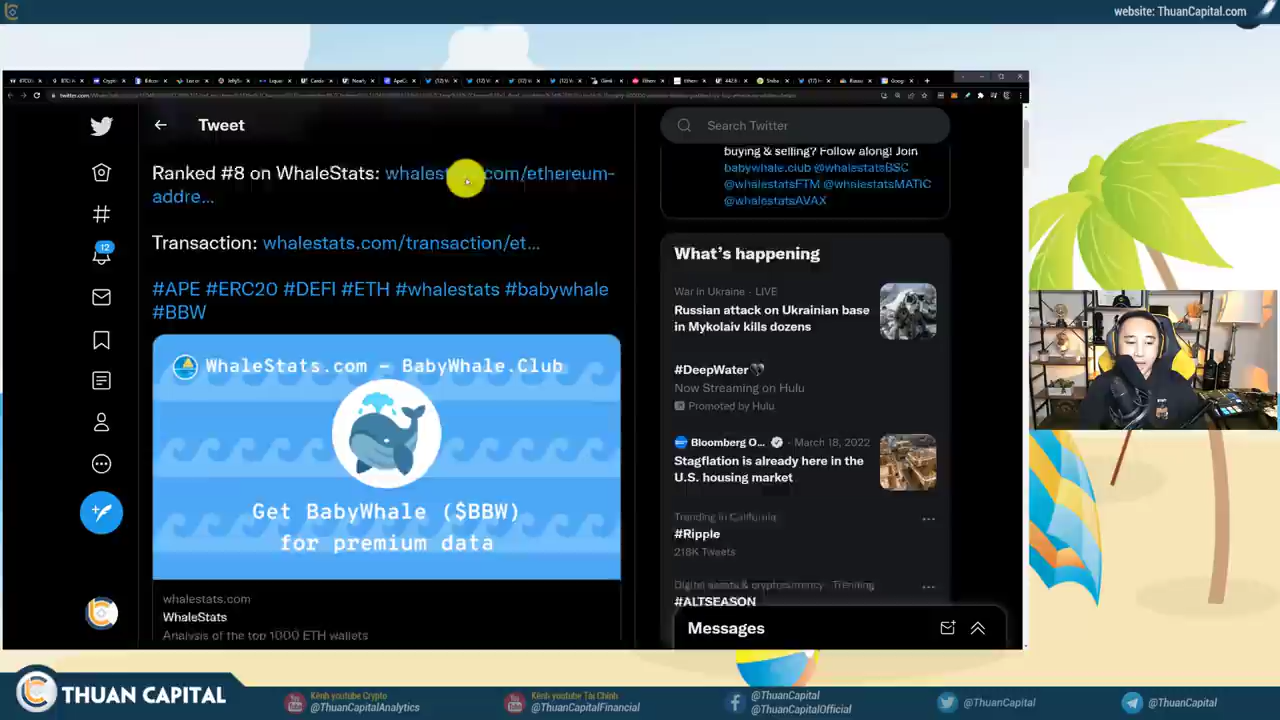 website: ThuanCapital.com
Tweet
Search Twitter
Ranked #8 on WhaleStats: whalest com/ethereum-
addre...
Transaction: whalestats.com/transaction/et...
#APE #ERC20 #DEFI #ETH #whalestats #babywhale
#BBW
WhaleStats.com – BabyWhale.Club
Get BabyWhale ($BBW)
for premium data
whalestats.com
WhaleStats
Analysis of the top 1000 ETH wallets
12
buying & selling? Follow along! Join
babywhale.club @whalestatsBSC
@whalestatsFTM @whalestatsMATIC
@whalestatsAVAX
What's happening
War in Ukraine · LIVE
Russian attack on Ukrainian base
in Mykolaiv kills dozens
#DeepWater
Now Streaming on Hulu
Promoted by Hulu
Bloomberg O... · March 18, 2022
Stagflation is already here in the
U.S. housing market
Trending in California
#Ripple
218K Tweets
Digital assets & cryptocurrency · Trending
#ALTSEASON
Messages
THUAN CAPITAL
Kênh youtube Crypto
@ThuanCapitalAnalytics
Kênh youtube Tài Chính
@ThuanCapitalFinancial
@ThuanCapital
@ThuanCapitalOfficial
@ThuanCapital
@ThuanCapital